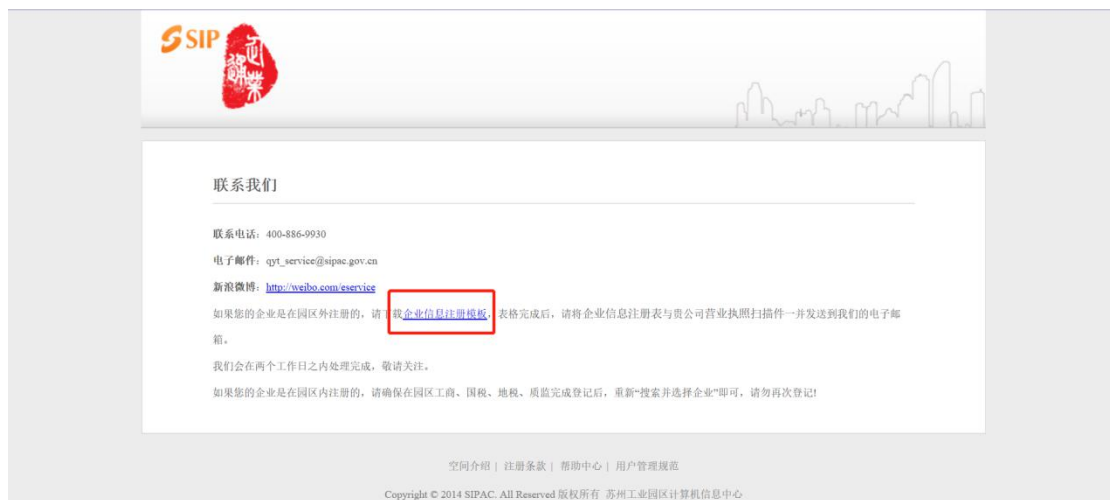 SIP
企业
通
联系我们
联系电话：400-886-9930
电子邮件：qyt_service@sipac.gov.cn
新浪微博：http://weibo.com/eservice
如果您的企业是在园区外注册的，请下载企业信息注册模板，表格完成后，请将企业信息注册表与贵公司营业执照扫描件一并发送到我们的电子邮
箱。
我们会在两个工作日之内处理完成，敬请关注。
如果您的企业是在园区内注册的，请确保在园区工商、国税、地税、质监完成登记后，重新“搜索并选择企业”即可，请勿再次登记!
空间介绍 | 注册条款 | 帮助中心 | 用户管理规范
Copyright © 2014 SIPAC. All Reserved 版权所有 苏州工业园区计算机信息中心